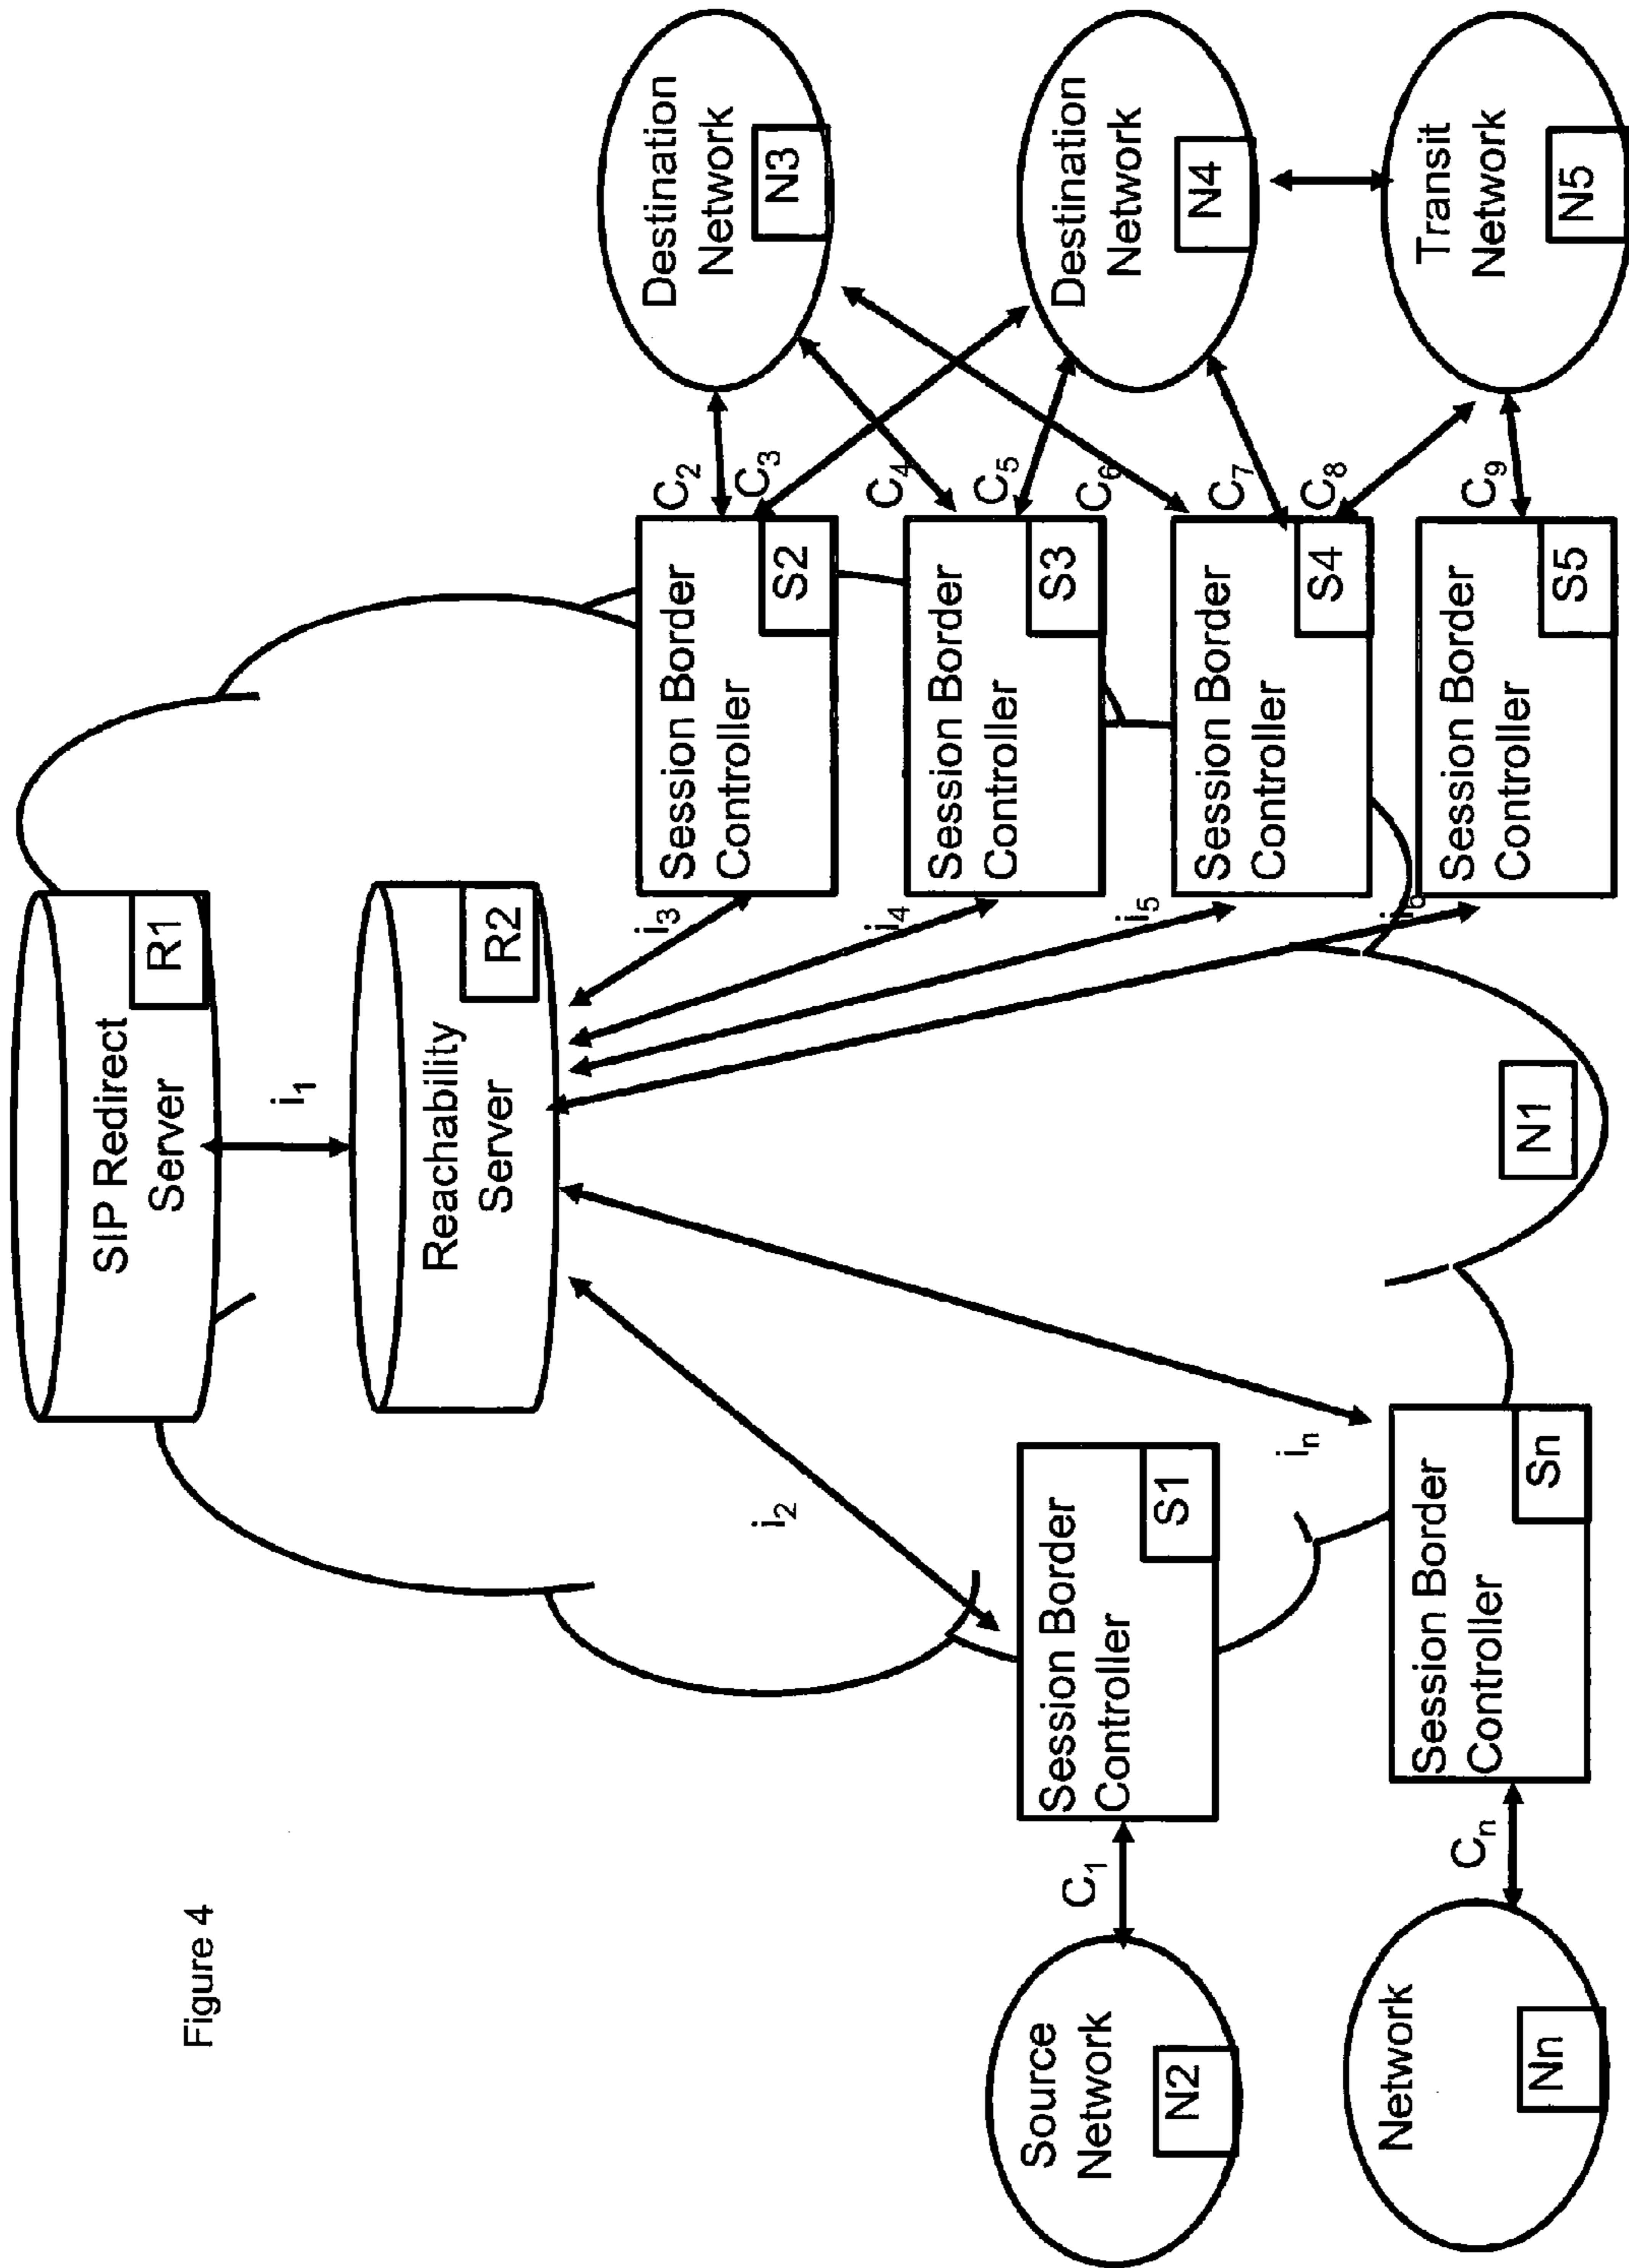 Figure 4
SIP Redirect
Server
R1
i1
Reachability
Server
R2
i2
in
i3
i4
i5
i6
Source
Network
N2
C1
Session Border
Controller
S1
Network
Nn
Cn
Session Border
Controller
Sn
N1
Session Border
Controller
S2
C2
C3
Session Border
Controller
S3
C4
C5
Session Border
Controller
S4
C6
C7
C8
Session Border
Controller
S5
C9
Destination
Network
N3
Destination
Network
N4
Transit
Network
N5